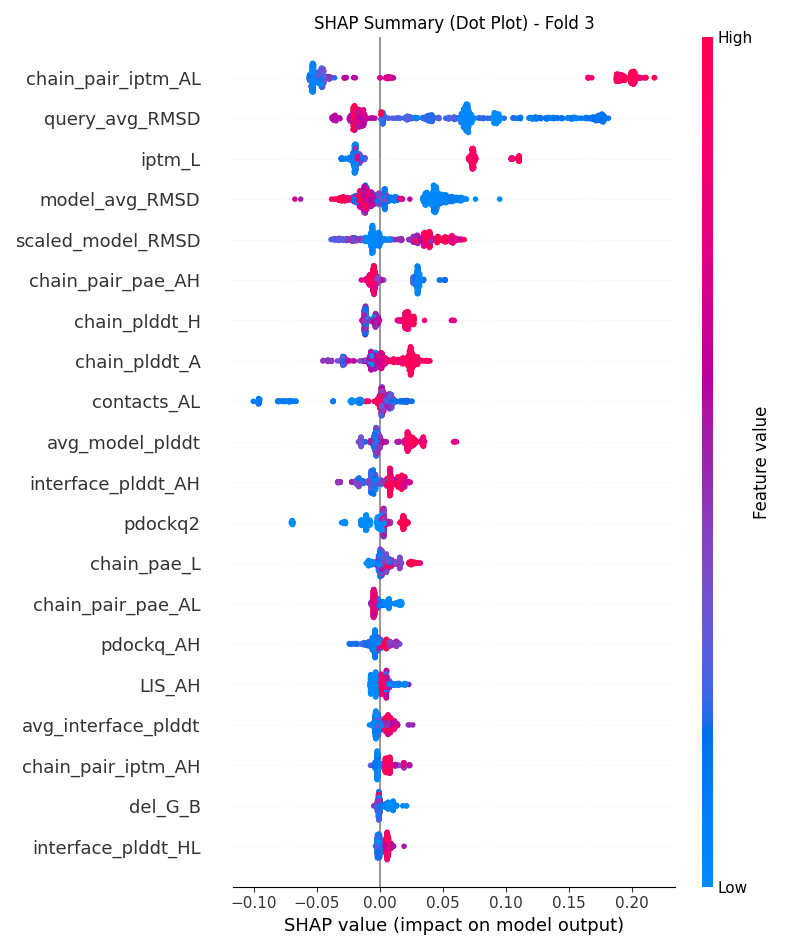 SHAP Summary (Dot Plot) - Fold 3
High
chain_pair_iptm_AL
query_avg_RMSD
iptm_L
model_avg_RMSD
scaled_model_RMSD
chain_pair_pae_AH
chain_plddt_H
chain_plddt_A
contacts_AL
avg_model_plddt
interface_plddt_AH
pdockq2
chain_pae_L
chain_pair_pae_AL
pdockq_AH
LIS_AH
avg_interface_plddt
chain_pair_iptm_AH
del_G_B
interface_plddt_HL
Feature value
Low
−0.10 −0.05 0.00 0.05 0.10 0.15 0.20
SHAP value (impact on model output)